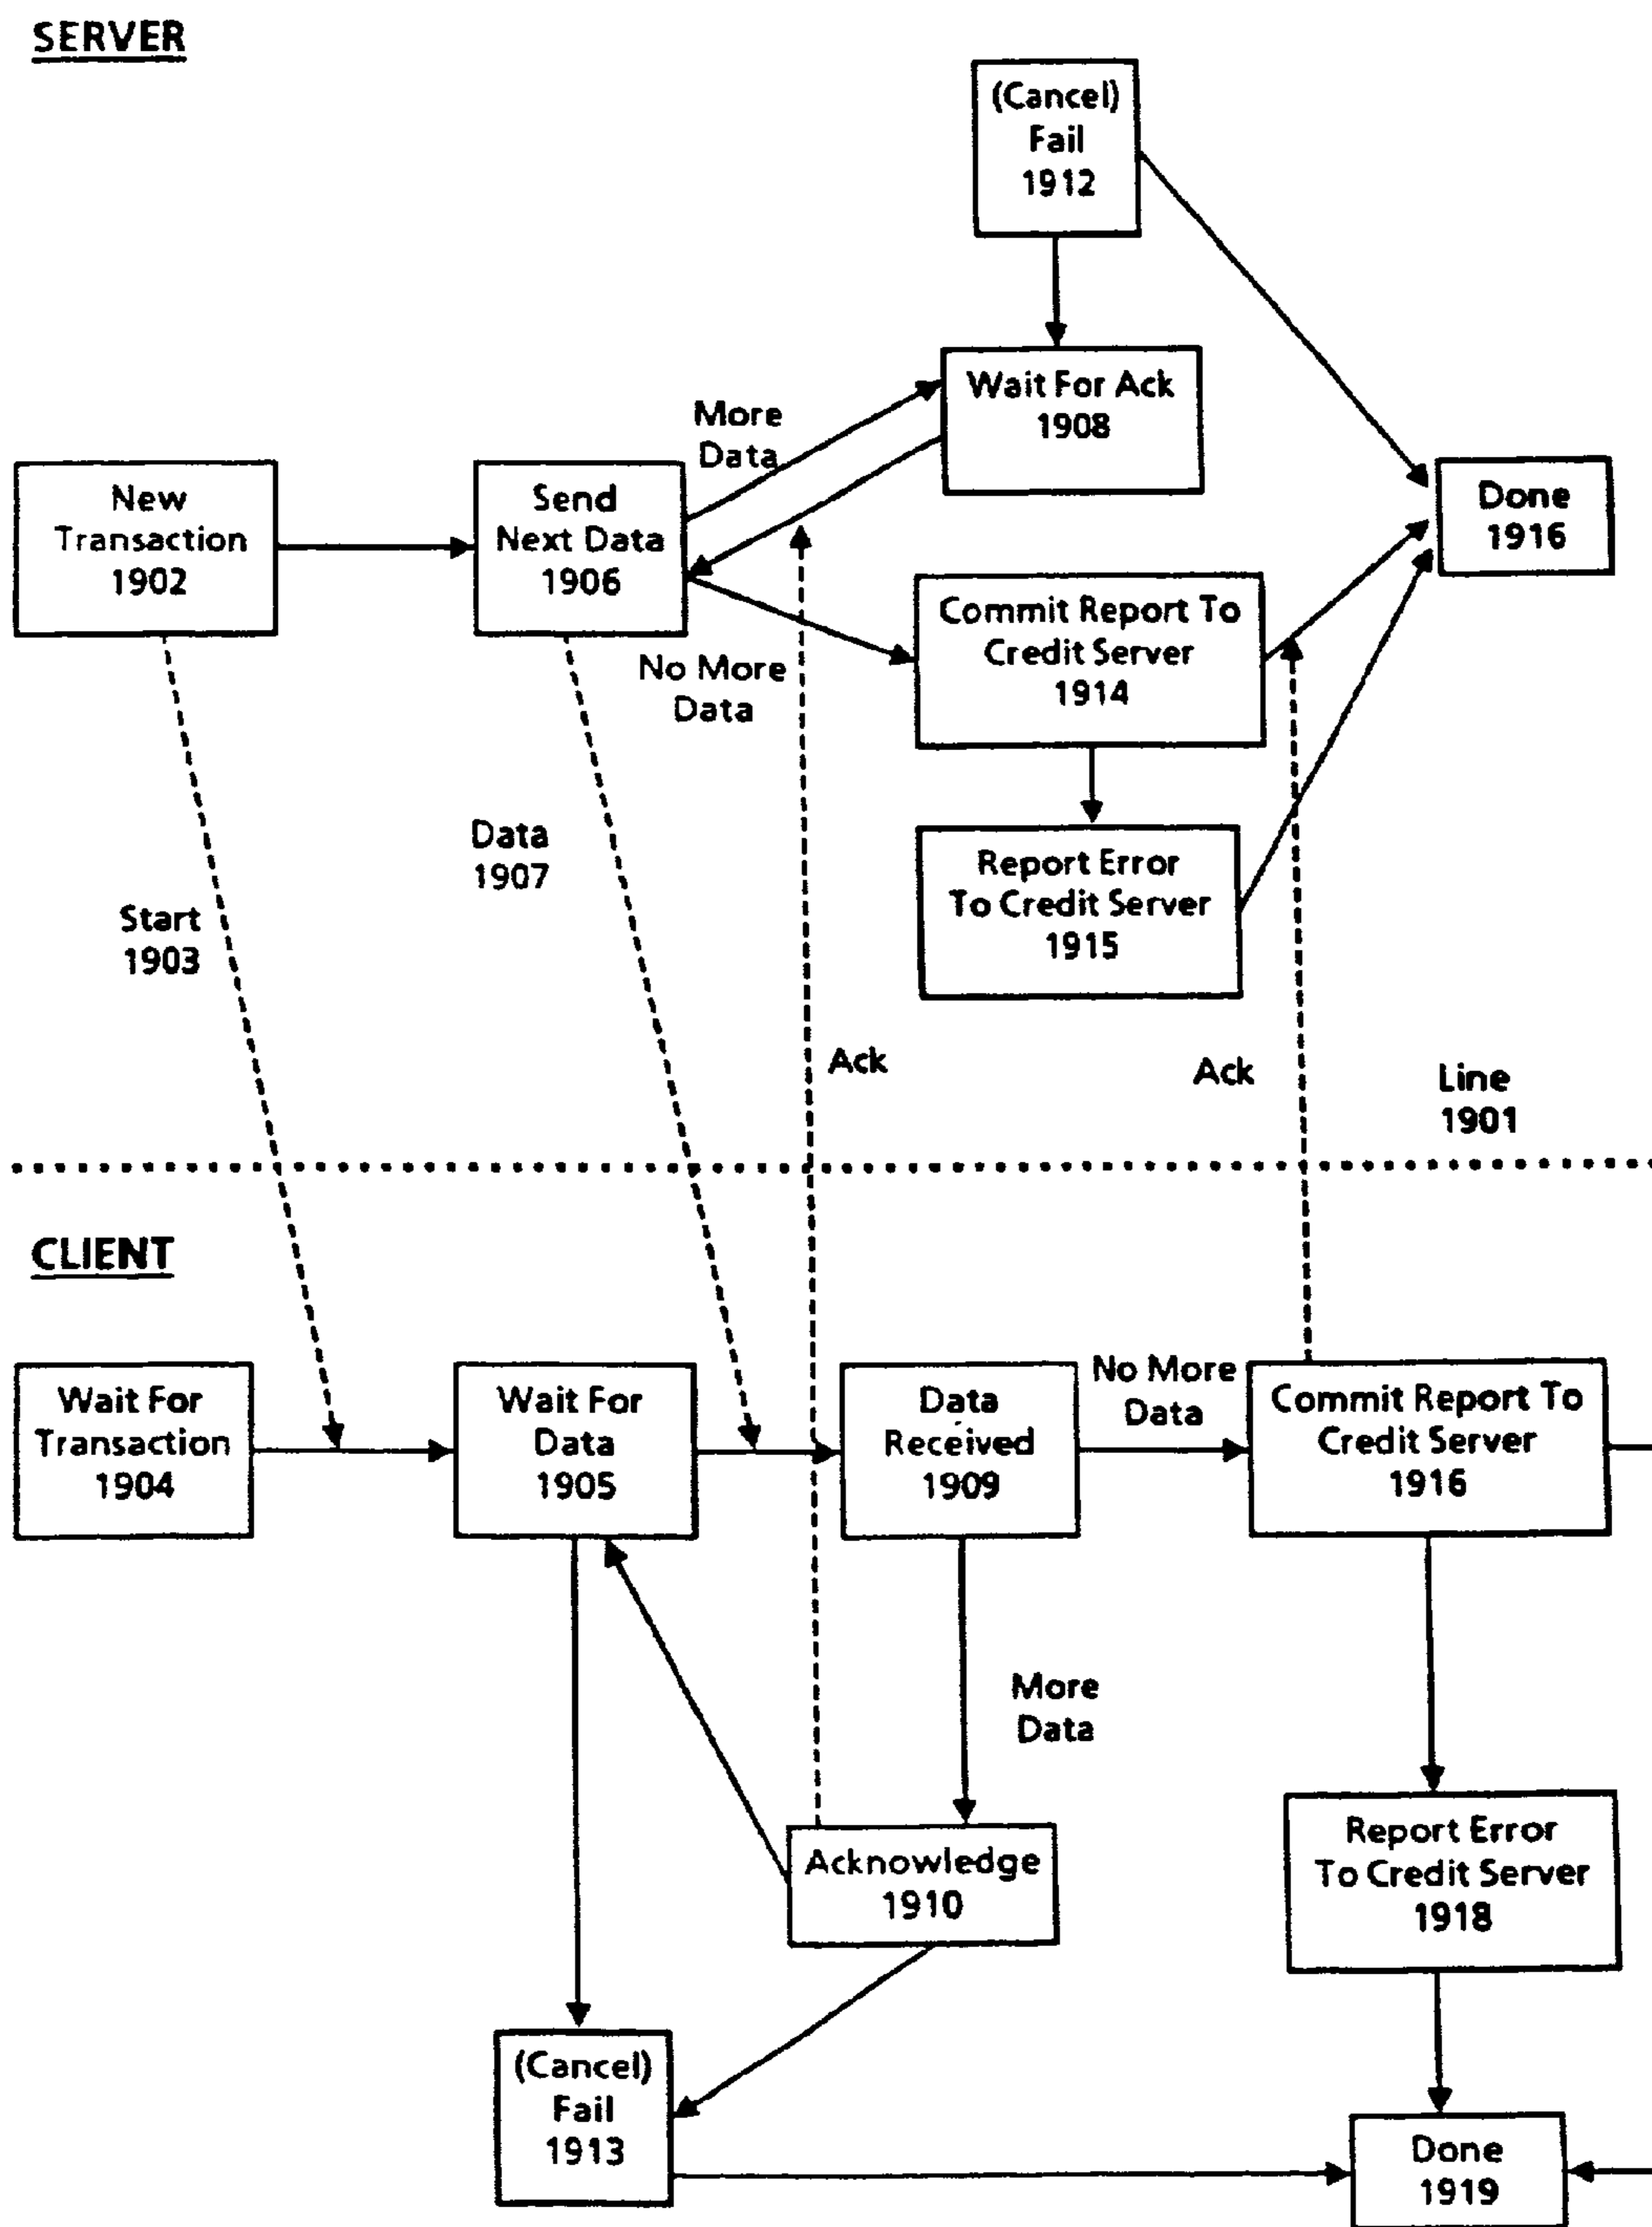 SERVER
(Cancel)
Fail
1912
Wait For Ack
1908
More
Data
New
Transaction
1902
Send
Next Data
1906
Done
1916
Commit Report To
Credit Server
1914
No More
Data
Report Error
To Credit Server
1915
Data
1907
Start
1903
Ack
Ack
Line
1901
CLIENT
Wait For
Transaction
1904
Wait For
Data
1905
Data
Received
1909
No More
Data
Commit Report To
Credit Server
1916
More
Data
Acknowledge
1910
Report Error
To Credit Server
1918
(Cancel)
Fail
1913
Done
1919